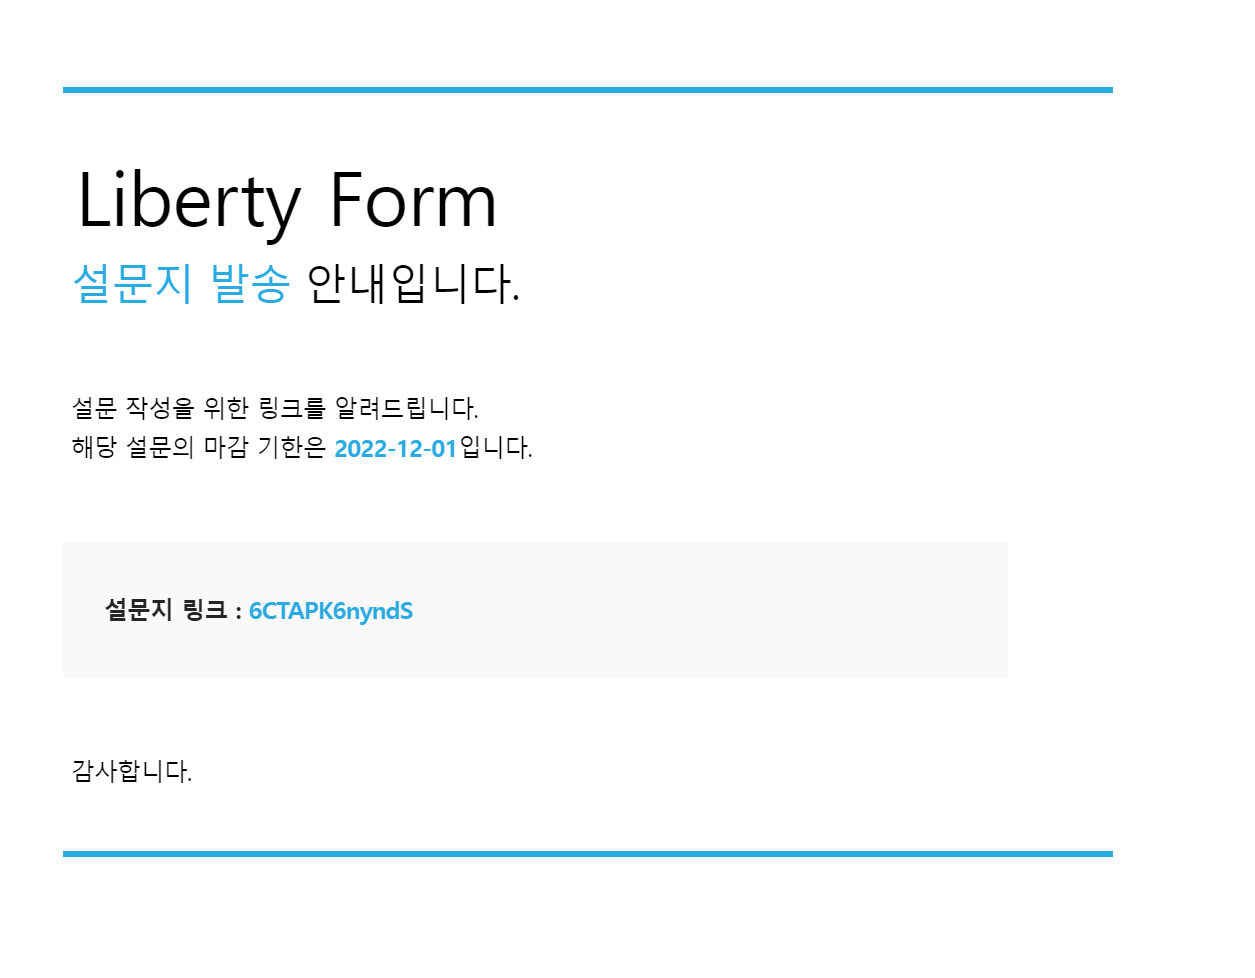 Liberty Form
설문지 발송 안내입니다.
설문 작성을 위한 링크를 알려드립니다.
해당 설문의 마감 기한은 2022-12-01입니다.
설문지 링크 : 6CTAPK6nyndS
감사합니다.